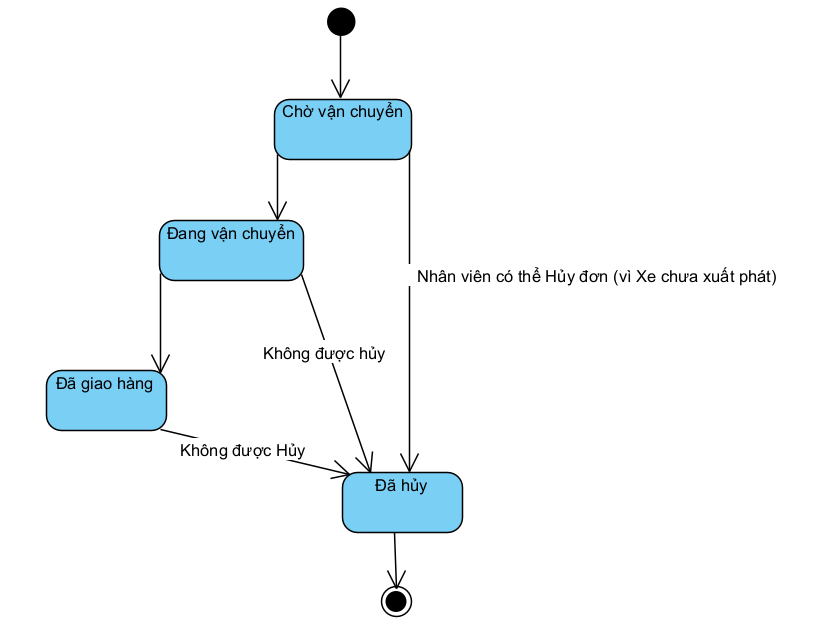 Chờ vận chuyển
Đang vận chuyển
Nhân viên có thể Hủy đơn (vì Xe chưa xuất phát)
Không được hủy
Đã giao hàng
Không được Hủy
Đã hủy